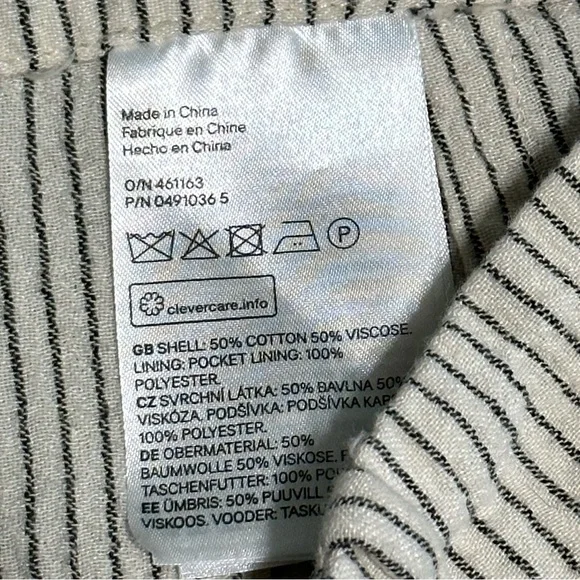 Made in China
Fabriqué en Chine
Hecho en China
O/N 461163
P/N 0491036 5
P
clevercare.info
GB SHELL: 50% COTTON 50% VISCOSE.
LINING: POCKET LINING: 100%
POLYESTER.
CZ SVRCHNÍ LÁTKA: 50% BAVLNA 50%
VISKÓZA. PODŠÍVKA: PODŠÍVKA KAP
100% POLYESTER.
DE OBERMATERIAL: 50%
BAUMWOLLE 50% VISKOSE.
TASCHENFUTTER: 100% PO
EE ÜMBRIS: 50% PUUVILL
VISKOOS. VOODER: TASKU